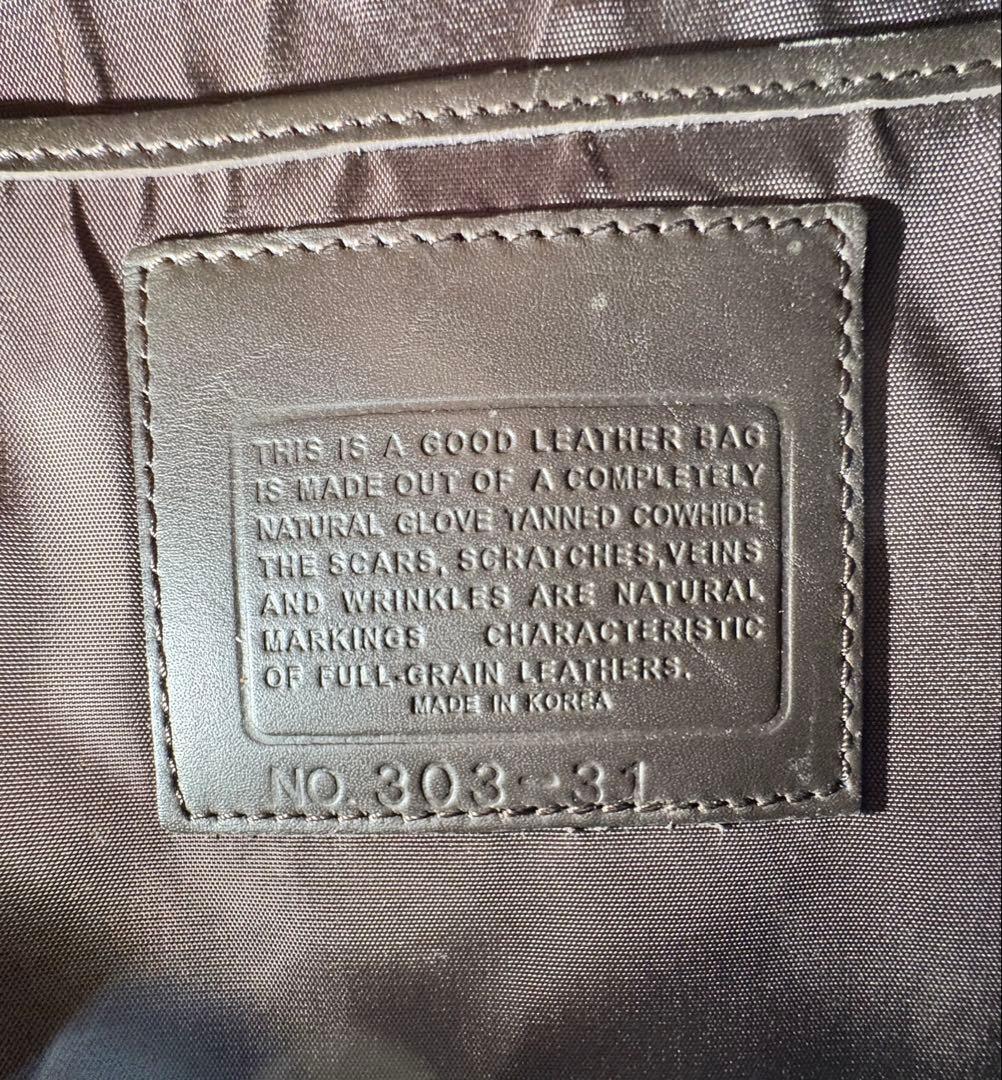 THIS IS A GOOD LEATHER BAG
IS MADE OUT OF A COMPLETELY
NATURAL GLOVE TANNED COWHIDE
THE SCARS, SCRATCHES,VEINS
AND WRINKLES ARE NATURAL
MARKINGS CHARACTERISTIC
OF FULL-GRAIN LEATHERS.
MADE IN KOREA
NO. 303-31